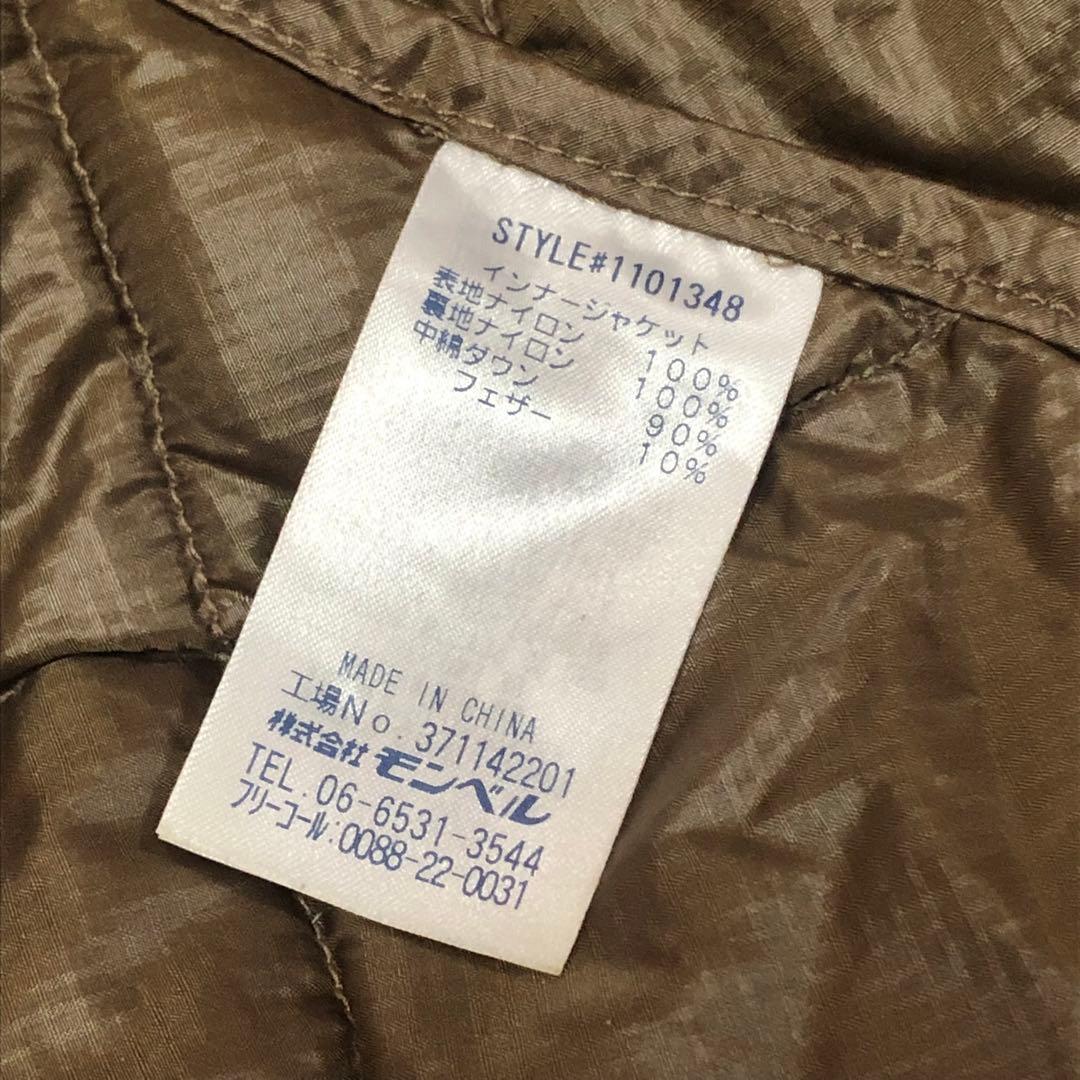 STYLE#1101348
インナージャケット
表地ナイロン 100%
裏地ナイロン 100%
中綿ダウン 90%
フェザー 10%
MADE IN CHINA
工場No.371142201
株式会社モンベル
TEL.06-6531-3544
フリーコール:0088-22-0031